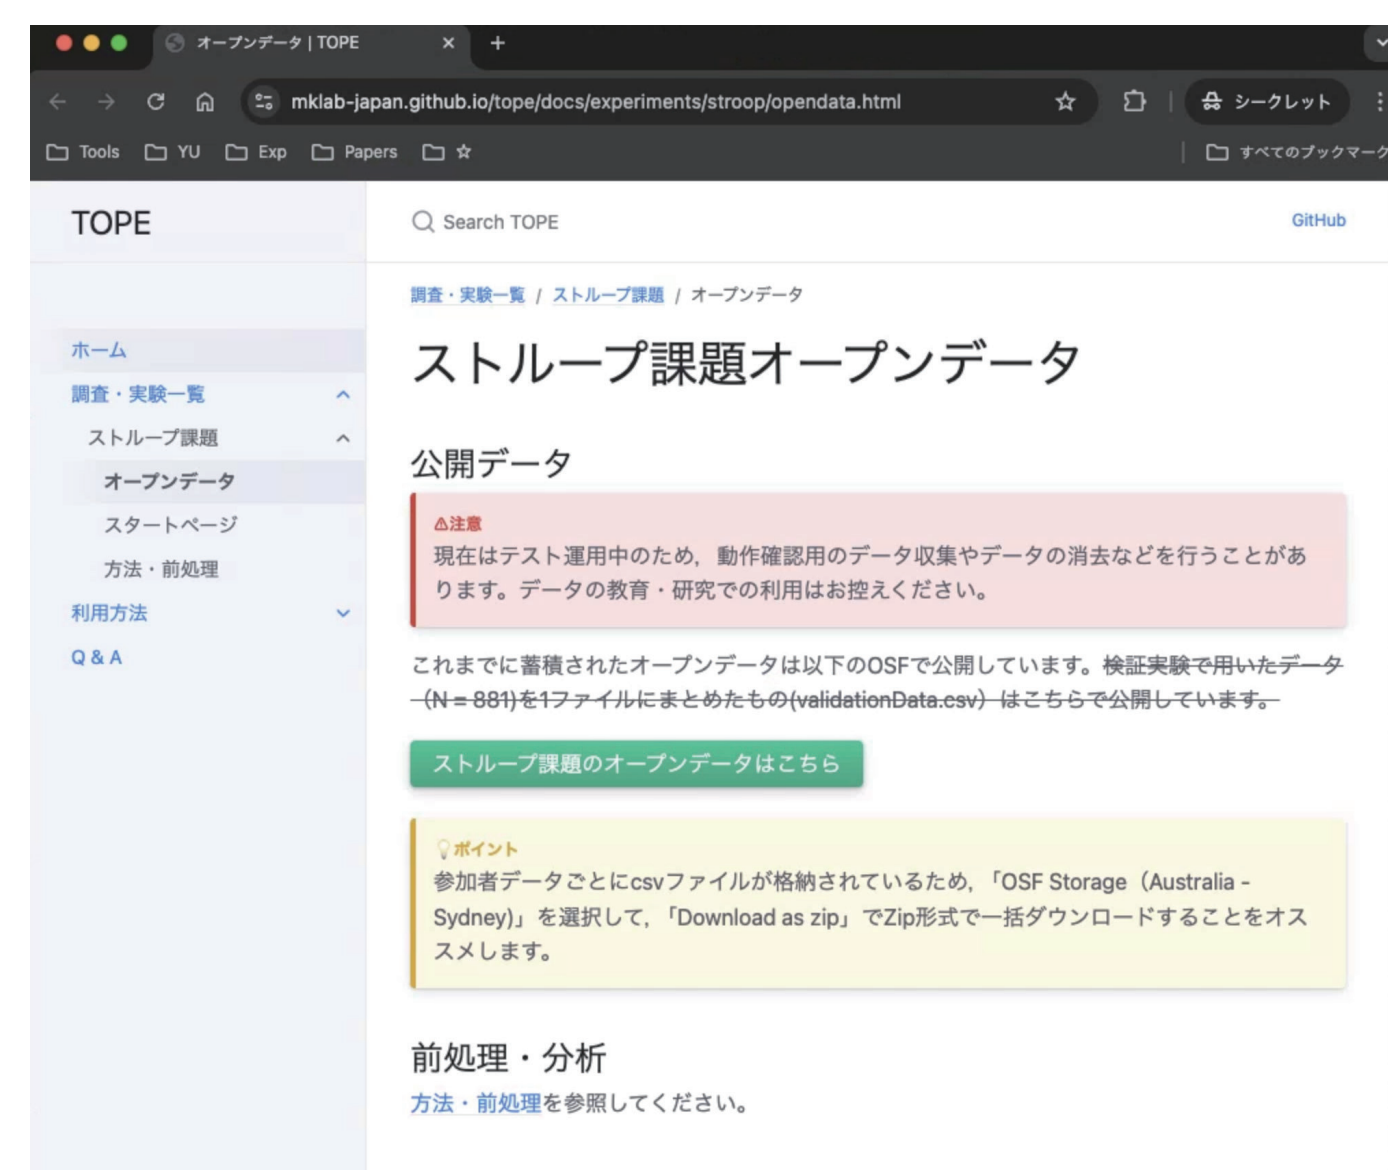 オープンデータ | TOPE
mklab-japan.github.io/tope/docs/experiments/stroop/opendata.html
シークレット
Tools YU Exp Papers
すべてのブックマーク
TOPE
Search TOPE
GitHub
ホーム
調査・実験一覧
ストループ課題
オープンデータ
スタートページ
方法・前処理
利用方法
Q & A
調査・実験一覧 / ストループ課題 / オープンデータ
ストループ課題オープンデータ
公開データ
⚠注意
現在はテスト運用中のため，動作確認用のデータ収集やデータの消去などを行うことがあ
ります。データの教育・研究での利用はお控えください。
これまでに蓄積されたオープンデータは以下のOSFで公開しています。検証実験で用いたデータ
（N = 881)を1ファイルにまとめたもの(validationData.csv）はこちらで公開しています。
ストループ課題のオープンデータはこちら
💡ポイント
参加者データごとにcsvファイルが格納されているため，「OSF Storage（Australia -
Sydney)」を選択して，「Download as zip」でZip形式で一括ダウンロードすることをオス
スメします。
前処理・分析
方法・前処理を参照してください。